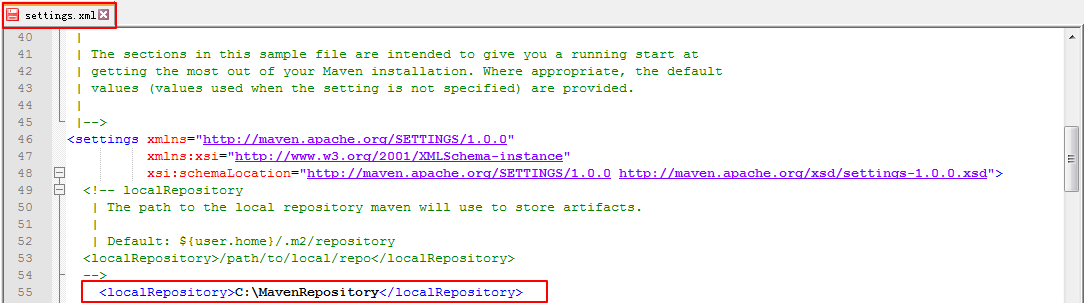 settings.xml
40 |
41 | The sections in this sample file are intended to give you a running start at
42 | getting the most out of your Maven installation. Where appropriate, the default
43 | values (values used when the setting is not specified) are provided.
44 |
45 |-->
46 <settings xmlns="http://maven.apache.org/SETTINGS/1.0.0"
47 xmlns:xsi="http://www.w3.org/2001/XMLSchema-instance"
48 xsi:schemaLocation="http://maven.apache.org/SETTINGS/1.0.0 http://maven.apache.org/xsd/settings-1.0.0.xsd">
49 <!-- localRepository
50 | The path to the local repository maven will use to store artifacts.
51 |
52 | Default: ${user.home}/.m2/repository
53 <localRepository>/path/to/local/repo</localRepository>
54 -->
55 <localRepository>C:\MavenRepository</localRepository>